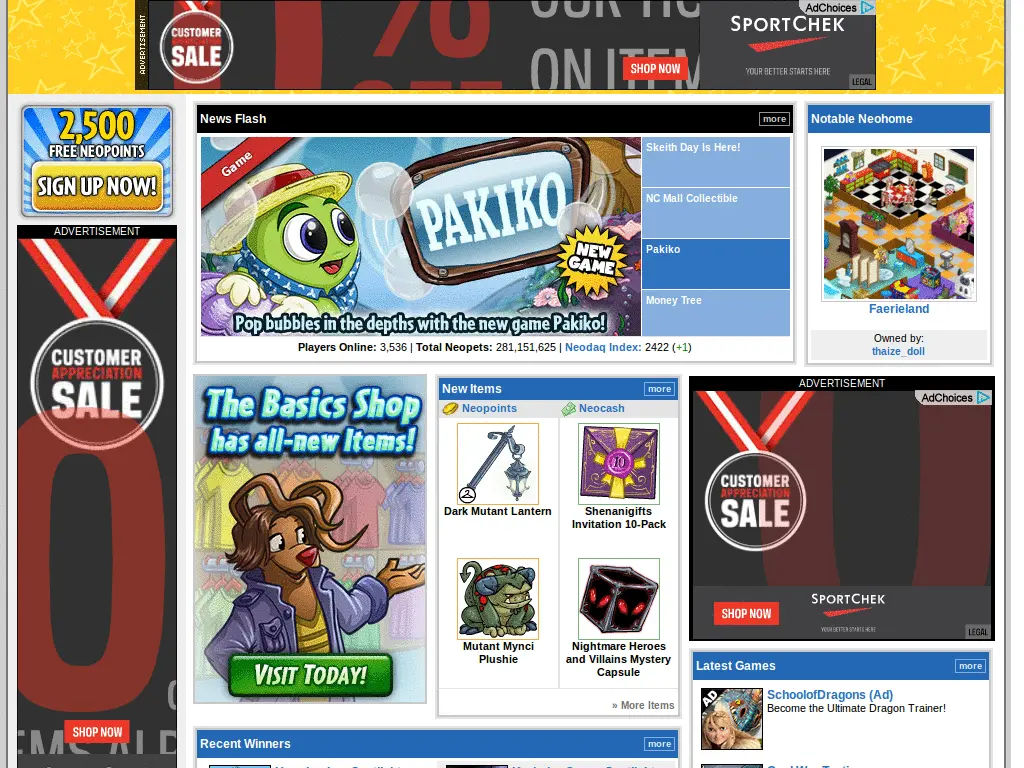 ADVERTISEMENT
CUSTOMER
APPRECIATION
SALE
%
ON ITEM
SHOP NOW
AdChoices
SPORTCHEK
YOUR BETTER STARTS HERE
LEGAL
2,500
FREE NEOPOINTS
SIGN UP NOW!
ADVERTISEMENT
CUSTOMER
APPRECIATION
SALE
0
SHOP NOW
News Flash
more
Game
PAKIKO
NEW
GAME
Pop bubbles in the depths with the new game Pakiko!
Skeith Day Is Here!
NC Mall Collectible
Pakiko
Money Tree
Players Online: 3,536 | Total Neopets: 281,151,625 | Neodaq Index: 2422 (+1)
Notable Neohome
Faerieland
Owned by:
thaize_doll
The Basics Shop
has all-new Items!
VISIT TODAY!
New Items
more
Neopoints
Neocash
Dark Mutant Lantern
10
Shenanigifts
Invitation 10-Pack
Mutant Mynci
Plushie
Nightmare Heroes
and Villains Mystery
Capsule
» More Items
ADVERTISEMENT
AdChoices
CUSTOMER
APPRECIATION
SALE
SPORTCHEK
SHOP NOW
YOUR BETTER STARTS HERE
LEGAL
Latest Games
more
AD
SchoolofDragons (Ad)
Become the Ultimate Dragon Trainer!
Recent Winners
more